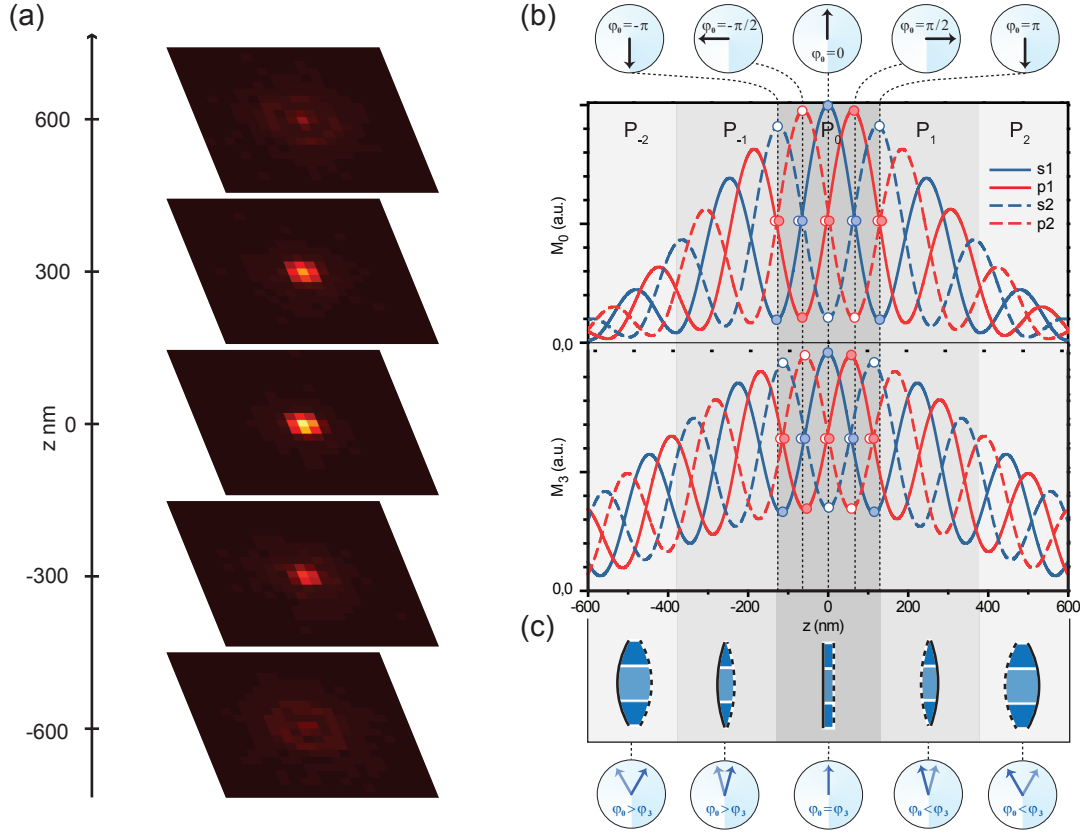 (a)
z nm
600
300
0
-300
-600
(b)
φ₀=-π
φ₀=-π/2
φ₀=0
φ₀=π/2
φ₀=π
P₋₂
P₋₁
P₀
P₁
P₂
s1
p1
s2
p2
M₀ (a.u.)
0,0
M₃ (a.u.)
0,0
-600 -400 -200 0 200 400 600
z (nm)
(c)
φ₀>φ₃
φ₀>φ₃
φ₀=φ₃
φ₀<φ₃
φ₀<φ₃